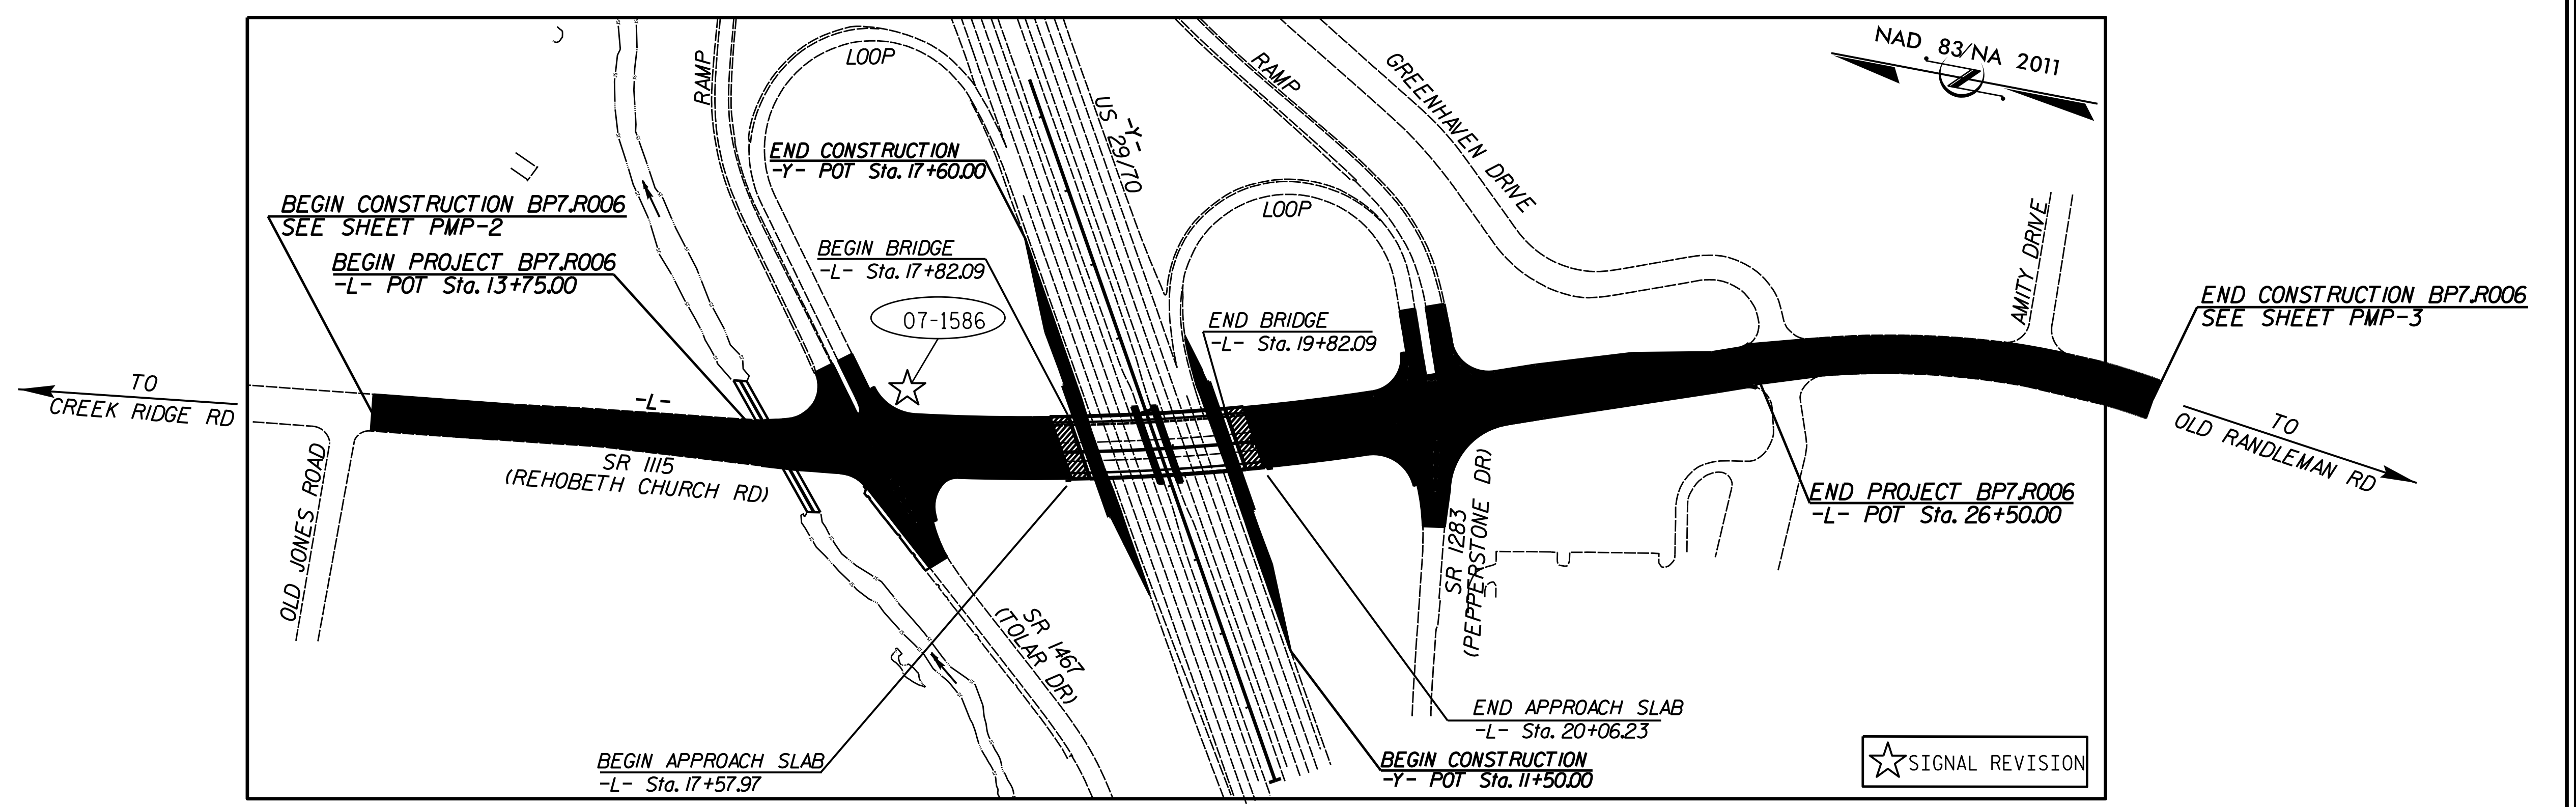 NAD 83/NA 2011
RAMP
LOOP
-Y-
US 29/70
RAMP
GREENHAVEN DRIVE
END CONSTRUCTION
-Y- POT Sta. 17+60.00
BEGIN CONSTRUCTION BP7.R006
SEE SHEET PMP-2
BEGIN PROJECT BP7.R006
-L- POT Sta. 13+75.00
BEGIN BRIDGE
-L- Sta. 17+82.09
07-1586
LOOP
END BRIDGE
-L- Sta. 19+82.09
AMITY DRIVE
END CONSTRUCTION BP7.R006
SEE SHEET PMP-3
TO
CREEK RIDGE RD
-L-
SR 1115
(REHOBETH CHURCH RD)
OLD JONES ROAD
TO
OLD RANDLEMAN RD
END PROJECT BP7.R006
-L- POT Sta. 26+50.00
SR 1283
(PEPPERSTONE DR)
SR 1467
(TOLAR DR)
BEGIN APPROACH SLAB
-L- Sta. 17+57.97
END APPROACH SLAB
-L- Sta. 20+06.23
BEGIN CONSTRUCTION
-Y- POT Sta. 11+50.00
SIGNAL REVISION